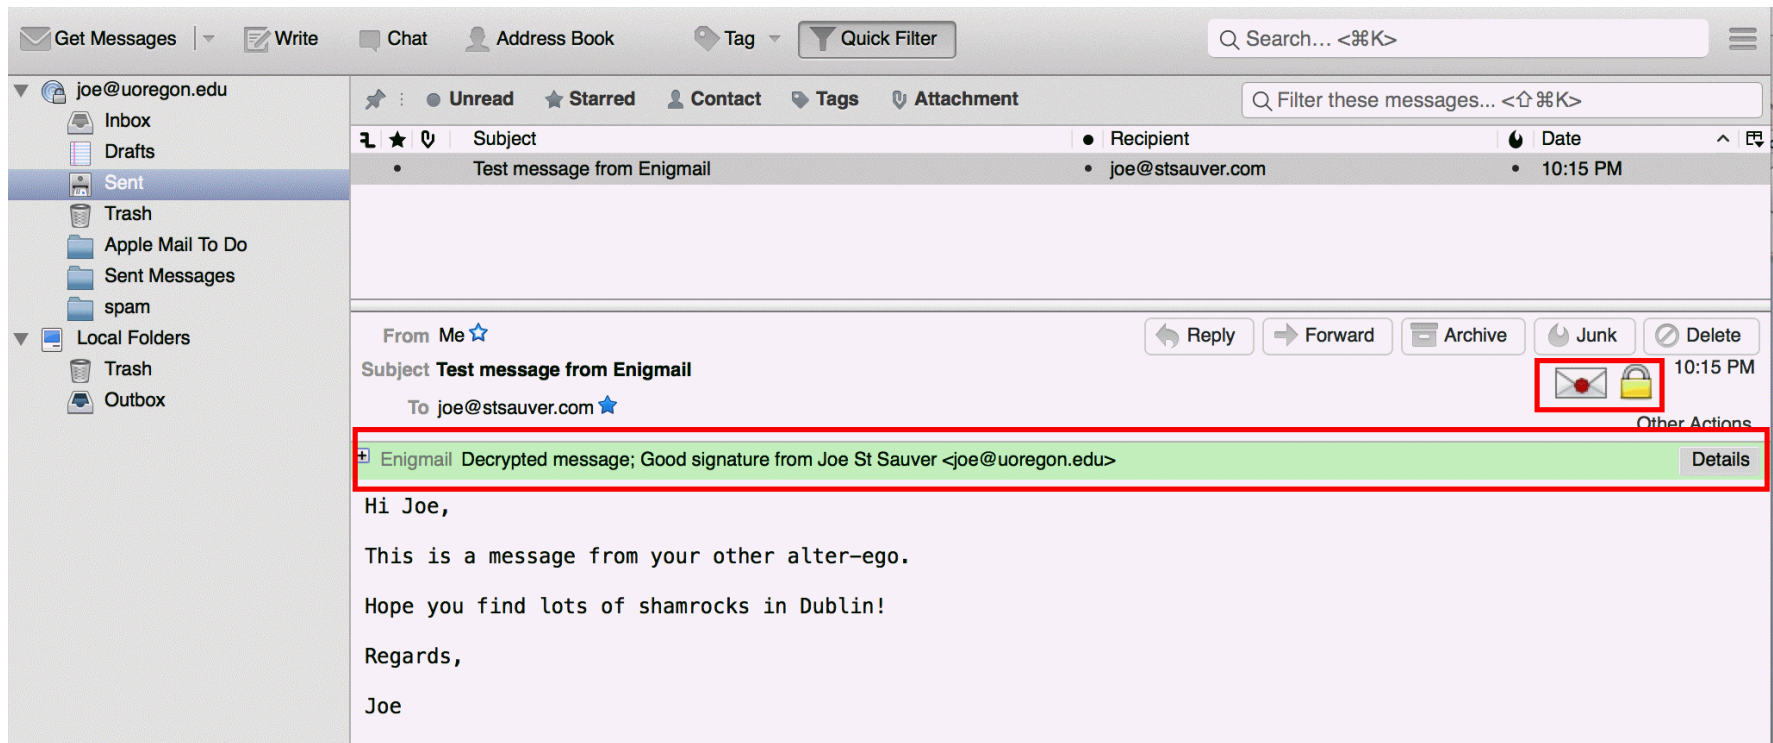 Get Messages Write Chat Address Book Tag Quick Filter Search... <⌘K>
joe@uoregon.edu
Inbox
Drafts
Sent
Trash
Apple Mail To Do
Sent Messages
spam
Local Folders
Trash
Outbox
Unread Starred Contact Tags Attachment Filter these messages... <⇧⌘K>
Subject Recipient Date
Test message from Enigmail joe@stsauver.com 10:15 PM
From Me Reply Forward Archive Junk Delete
Subject Test message from Enigmail 10:15 PM
To joe@stsauver.com
Other Actions
Enigmail Decrypted message; Good signature from Joe St Sauver <joe@uoregon.edu> Details
Hi Joe,
This is a message from your other alter-ego.
Hope you find lots of shamrocks in Dublin!
Regards,
Joe